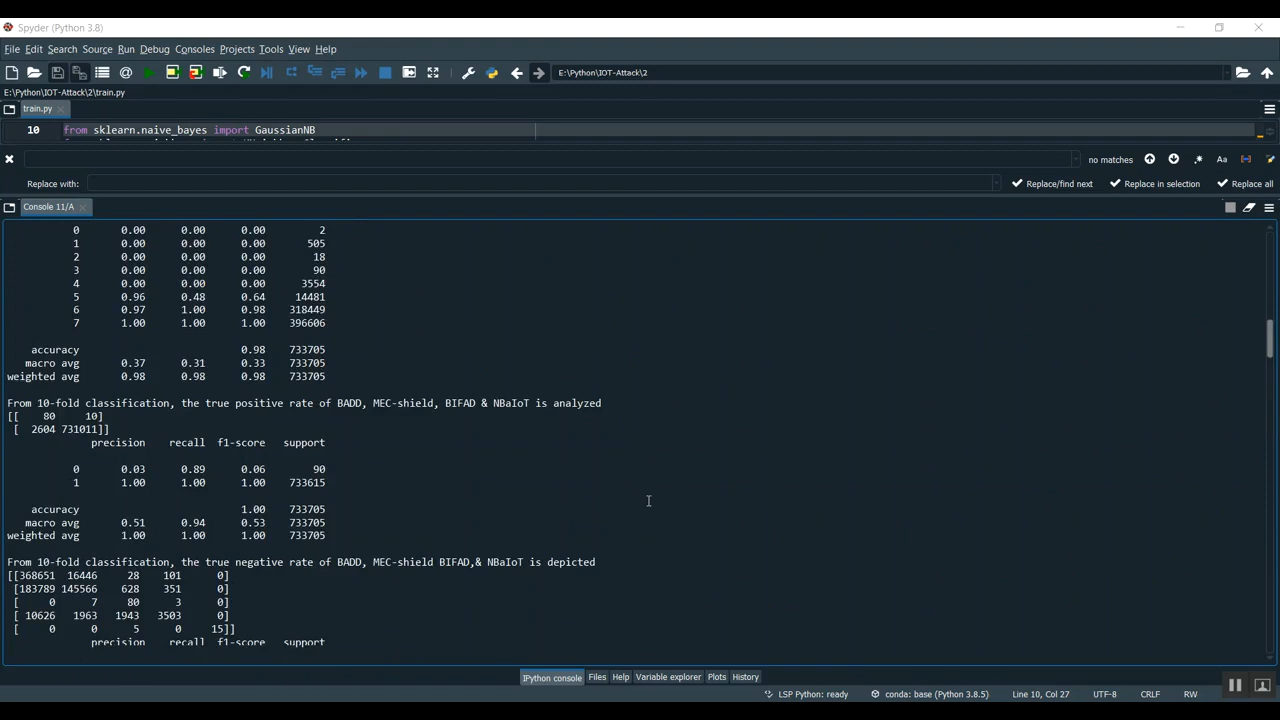 Spyder (Python 3.8)
File Edit Search Source Run Debug Consoles Projects Tools View Help
E:\Python\IOT-Attack\2
E:\Python\IOT-Attack\2\train.py
train.py
10 from sklearn.naive_bayes import GaussianNB
no matches
Aa
Replace with:
Replace/find next Replace in selection Replace all
Console 11/A
0 0.00 0.00 0.00 2
1 0.00 0.00 0.00 505
2 0.00 0.00 0.00 18
3 0.00 0.00 0.00 90
4 0.00 0.00 0.00 3554
5 0.96 0.48 0.64 14481
6 0.97 1.00 0.98 318449
7 1.00 1.00 1.00 396606
accuracy 0.98 733705
macro avg 0.37 0.31 0.33 733705
weighted avg 0.98 0.98 0.98 733705
From 10-fold classification, the true positive rate of BADD, MEC-shield, BIFAD & NBaIoT is analyzed
[[ 80 10]
[ 2604 731011]]
precision recall f1-score support
0 0.03 0.89 0.06 90
1 1.00 1.00 1.00 733615
accuracy 1.00 733705
macro avg 0.51 0.94 0.53 733705
weighted avg 1.00 1.00 1.00 733705
From 10-fold classification, the true negative rate of BADD, MEC-shield BIFAD,& NBaIoT is depicted
[[368651 16446 28 101 0]
[183789 145566 628 351 0]
[ 0 7 80 3 0]
[ 10626 1963 1943 3503 0]
[ 0 0 5 0 15]]
precision recall f1-score support
IPython console Files Help Variable explorer Plots History
LSP Python: ready conda: base (Python 3.8.5) Line 10, Col 27 UTF-8 CRLF RW